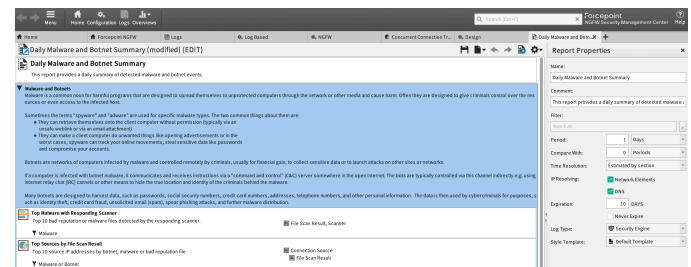 Menu
Home Configuration Logs Overviews
Search (Ctrl+F)
Forcepoint
NGFW Security Management Center
Help
Home
Forcepoint NGFW
Logs
Log Based
NGFW
Concurrent Connection Tr...
Design
Daily Malware and Botn...
Daily Malware and Botnet Summary (modified) (EDIT)
Daily Malware and Botnet Summary
This report provides a daily summary of detected malware and botnet events.
Malware and Botnets
Malware is a common noun for harmful programs that are designed to spread themselves to unprotected computers through the network or other media and cause harm. Often they are designed to give criminals control over the res
ources or even access to the infected host.
Sometimes the terms "spyware" and "adware" are used for specific malware types. The two common things about them are
• They can retrieve themselves onto the client computer without permission (typically via an
unsafe weblink or via an email attachment)
• They can make a client computer do unwanted things like opening advertisements or in the
worst cases, spyware can track your online movements, steal sensitive data like passwords
and compromise your accounts.
Botnets are networks of computers infected by malware and controlled remotely by criminals, usually for financial gain, to collect sensitive data or to launch attacks on other sites or networks.
If a computer is infected with botnet malware, it communicates and receives instructions via a "command and control" (C&C) server somewhere in the open Internet. The bots are typically controlled via this channel indirectly e.g. using
internet relay chat (IRC) cannels or other means to hide the true location and identity of the criminals behind the malware.
Many botnets are designed to harvest data, such as passwords, social security numbers, credit card numbers, addresses, telephone numbers, and other personal information. The data is then used by cybercriminals for purposes, s
uch as identity theft, credit card fraud, unsolicited email (spam), spear phishing attacks, and further malware distribution.
Top Malware with Responding Scanner
Top 10 bad reputation or malware files detected by the responding scanner.
File Scan Result, Scanner
Malware
Top Sources by File Scan Result
Top 10 source IP addresses by botnet, malware or bad reputation file.
Connection Source
File Scan Result
Malware or Botnet
Report Properties
Name:
Daily Malware and Botnet Summary
Comment:
This report provides a daily summary of detected malware a
Filter:
Match All
Period:
1 Days
Compare With:
0 Periods
Time Resolution:
Estimated by section
IP Resolving:
Network Elements
DNS
Expiration:
10 DAYS
Never Expire
Log Type:
Security Engine
Style Template:
Default Template